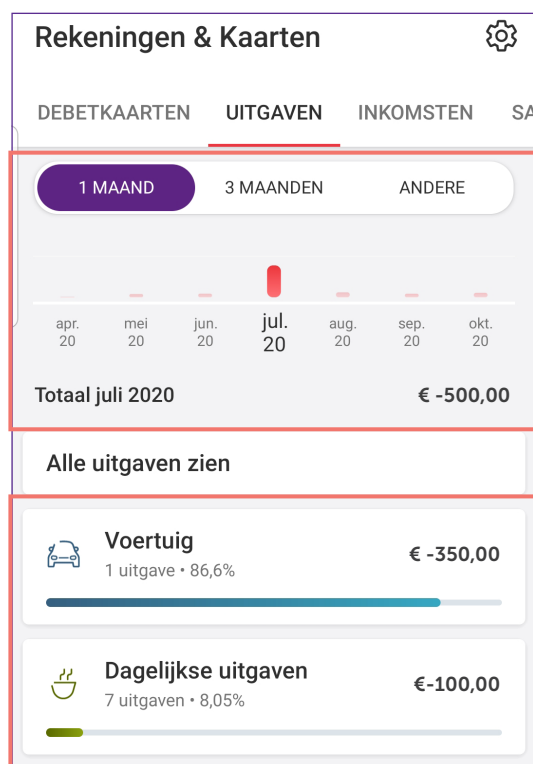 Rekeningen & Kaarten
DEBETKAARTEN UITGAVEN INKOMSTEN SA
1 MAAND 3 MAANDEN ANDERE
apr. 20 mei 20 jun. 20 jul. 20 aug. 20 sep. 20 okt. 20
Totaal juli 2020 € -500,00
Alle uitgaven zien
Voertuig € -350,00
1 uitgave • 86,6%
Dagelijkse uitgaven €-100,00
7 uitgaven • 8,05%